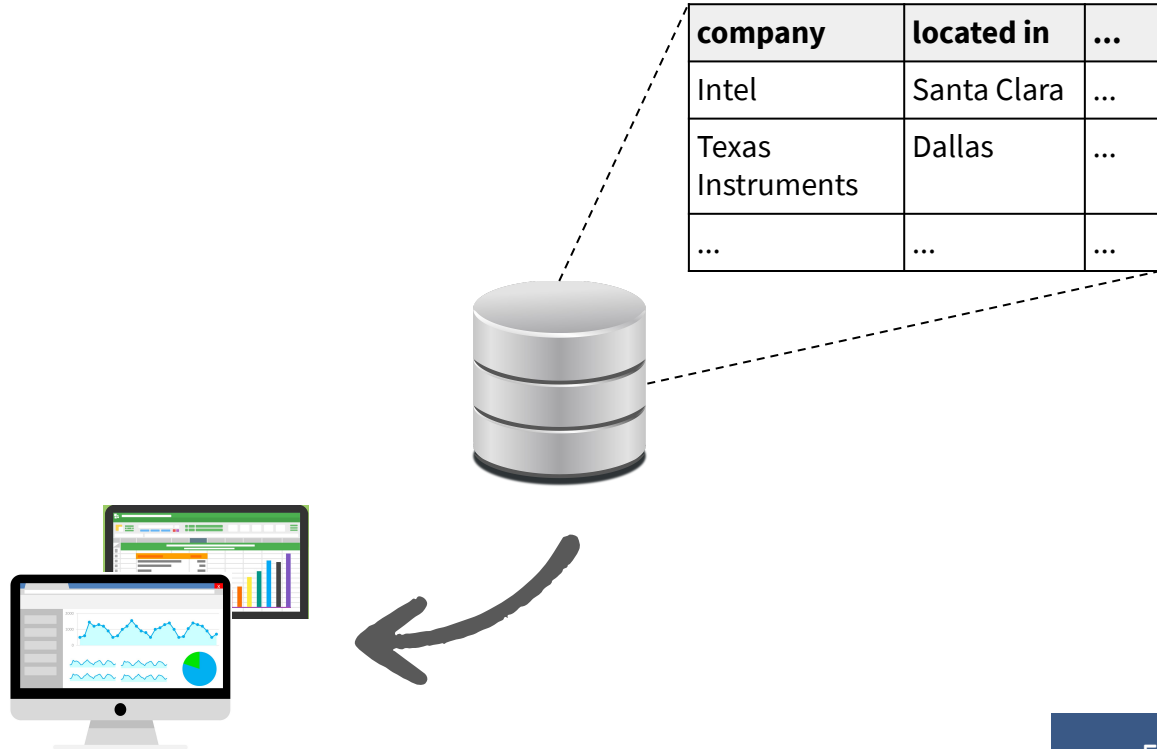 company located in ...
Intel Santa Clara ...
Texas Instruments Dallas ...
... ... ...